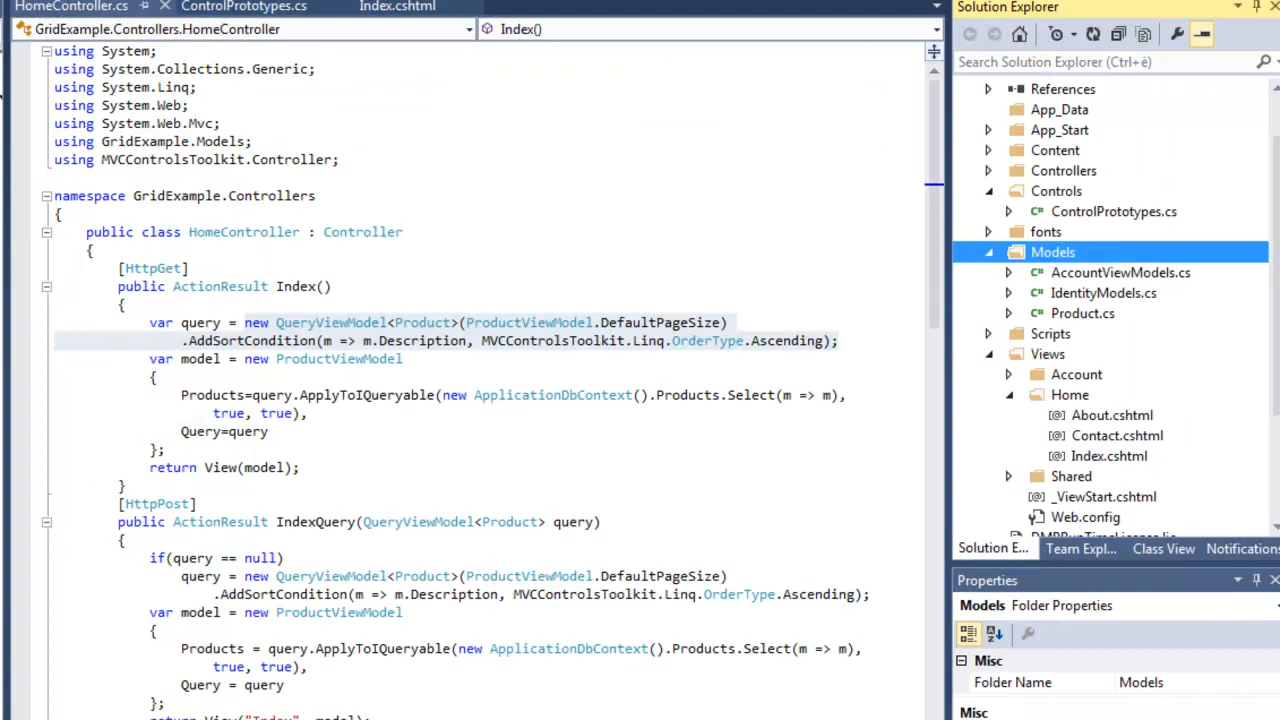 HomeController.cs
ControlPrototypes.cs
Index.cshtml
GridExample.Controllers.HomeController
Index()
using System;
using System.Collections.Generic;
using System.Linq;
using System.Web;
using System.Web.Mvc;
using GridExample.Models;
using MVCControlsToolkit.Controller;
namespace GridExample.Controllers
{
public class HomeController : Controller
{
[HttpGet]
public ActionResult Index()
{
var query = new QueryViewModel<Product>(ProductViewModel.DefaultPageSize)
.AddSortCondition(m => m.Description, MVCControlsToolkit.Linq.OrderType.Ascending);
var model = new ProductViewModel
{
Products=query.ApplyToIQueryable(new ApplicationDbContext().Products.Select(m => m),
true, true),
Query=query
};
return View(model);
}
[HttpPost]
public ActionResult IndexQuery(QueryViewModel<Product> query)
{
if(query == null)
query = new QueryViewModel<Product>(ProductViewModel.DefaultPageSize)
.AddSortCondition(m => m.Description, MVCControlsToolkit.Linq.OrderType.Ascending);
var model = new ProductViewModel
{
Products = query.ApplyToIQueryable(new ApplicationDbContext().Products.Select(m => m),
true, true),
Query = query
};
return View("Index", model);
Solution Explorer
Search Solution Explorer (Ctrl+è)
References
App_Data
App_Start
Content
Controllers
Controls
C# ControlPrototypes.cs
fonts
Models
C# AccountViewModels.cs
C# IdentityModels.cs
C# Product.cs
Scripts
Views
Account
Home
[@] About.cshtml
[@] Contact.cshtml
[@] Index.cshtml
Shared
[@] _ViewStart.cshtml
Web.config
Solution E... Team Expl... Class View Notifications
Properties
Models Folder Properties
Misc
Folder Name Models
Misc